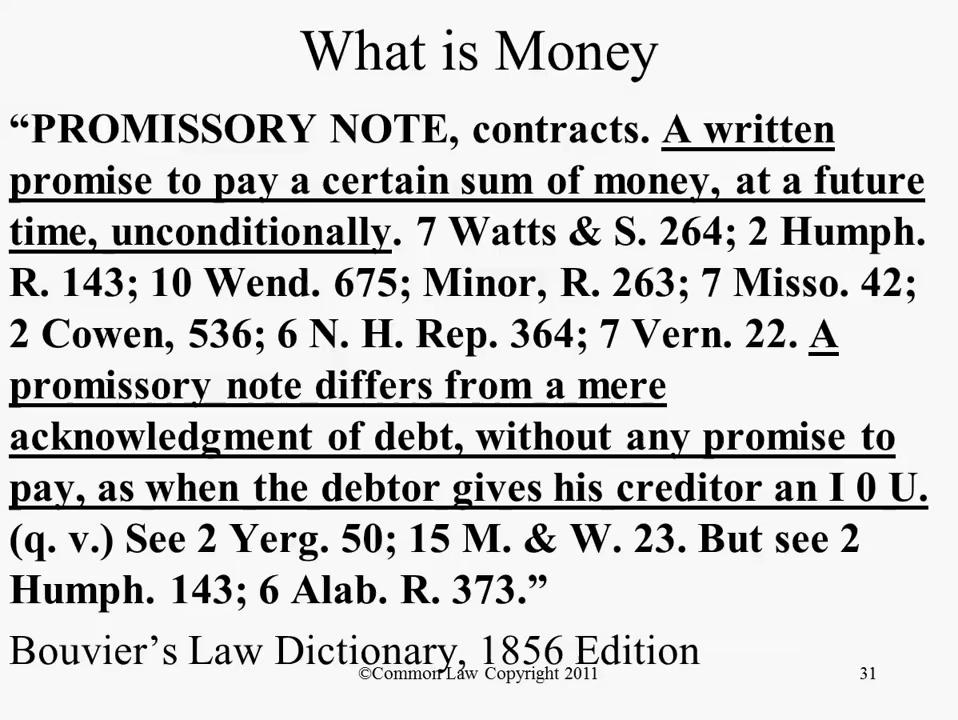 What is Money
“PROMISSORY NOTE, contracts. A written
promise to pay a certain sum of money, at a future
time, unconditionally. 7 Watts & S. 264; 2 Humph.
R. 143; 10 Wend. 675; Minor, R. 263; 7 Misso. 42;
2 Cowen, 536; 6 N. H. Rep. 364; 7 Vern. 22. A
promissory note differs from a mere
acknowledgment of debt, without any promise to
pay, as when the debtor gives his creditor an I 0 U.
(q. v.) See 2 Yerg. 50; 15 M. & W. 23. But see 2
Humph. 143; 6 Alab. R. 373.”
Bouvier’s Law Dictionary, 1856 Edition
©Common Law Copyright 2011
31